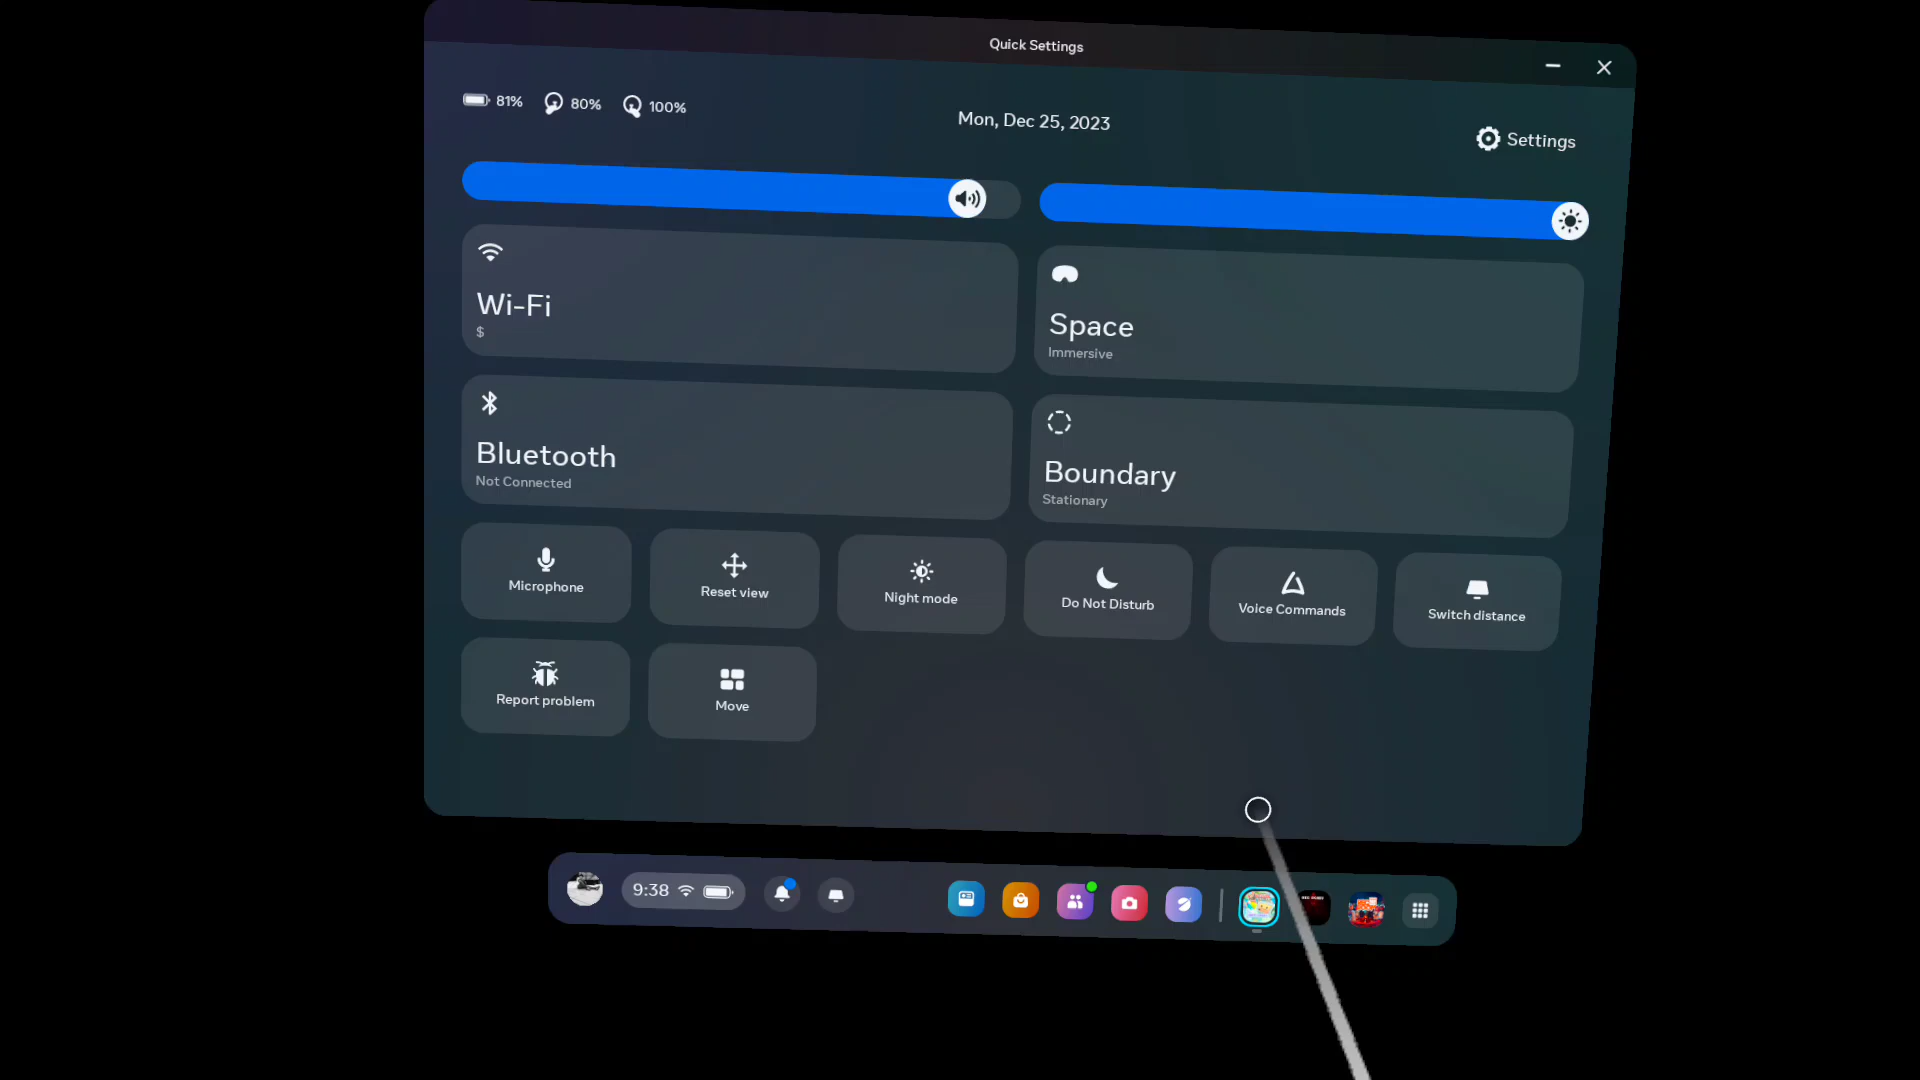 Quick Settings
81% 80% 100%
Mon, Dec 25, 2023
Settings
Wi-Fi
$
Space
Immersive
Bluetooth
Not Connected
Boundary
Stationary
Microphone
Reset view
Night mode
Do Not Disturb
Voice Commands
Switch distance
Report problem
Move
9:38